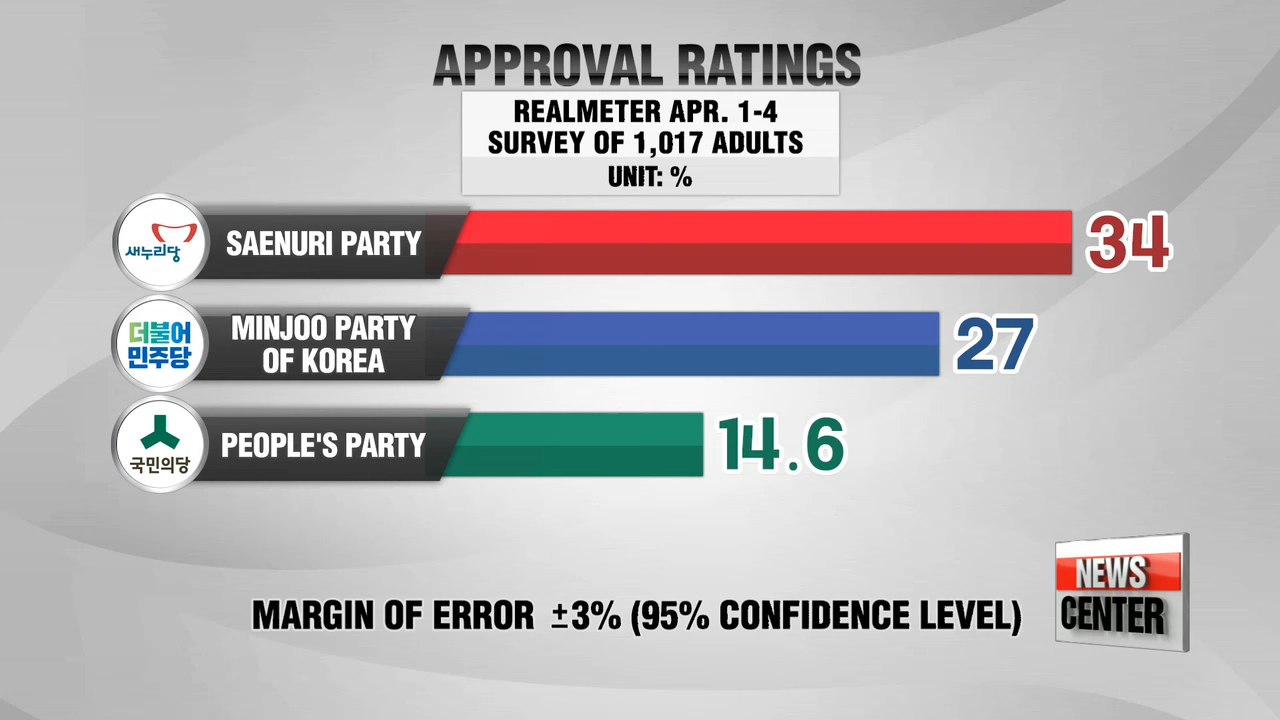 APPROVAL RATINGS
REALMETER APR. 1-4
SURVEY OF 1,017 ADULTS
UNIT: %
새누리당
SAENURI PARTY
34
더불어
민주당
MINJOO PARTY
OF KOREA
27
국민의당
PEOPLE'S PARTY
14.6
NEWS
CENTER
MARGIN OF ERROR ±3% (95% CONFIDENCE LEVEL)